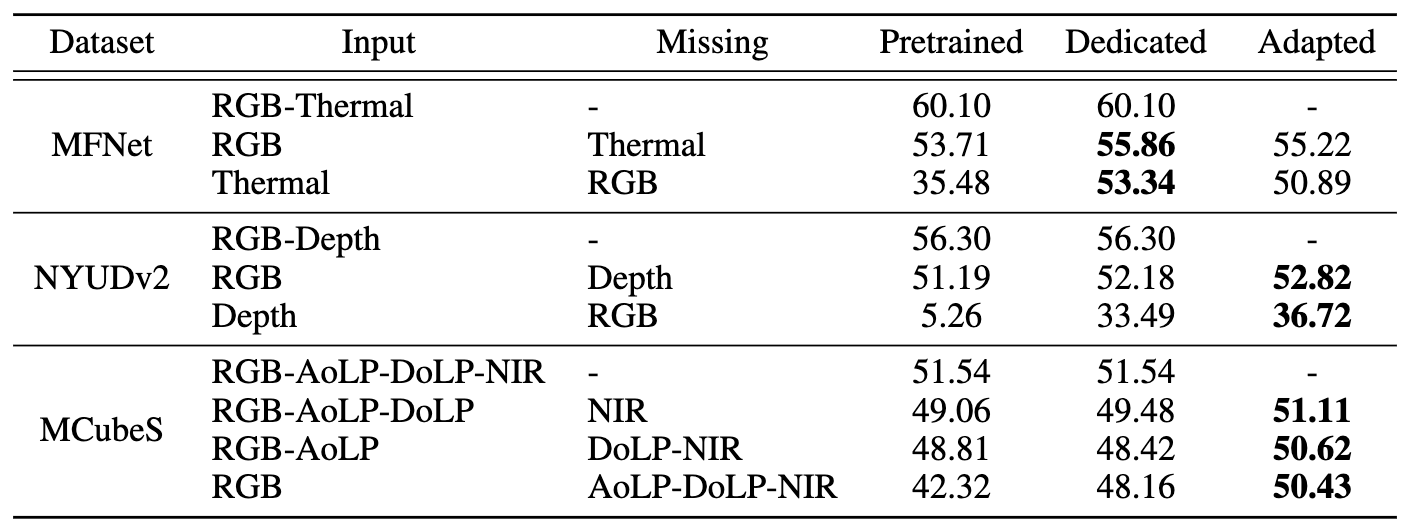 Dataset Input Missing Pretrained Dedicated Adapted
RGB-Thermal - 60.10 60.10 -
MFNet RGB Thermal 53.71 55.86 55.22
Thermal RGB 35.48 53.34 50.89
RGB-Depth - 56.30 56.30 -
NYUDv2 RGB Depth 51.19 52.18 52.82
Depth RGB 5.26 33.49 36.72
RGB-AoLP-DoLP-NIR - 51.54 51.54 -
RGB-AoLP-DoLP NIR 49.06 49.48 51.11
MCubeS
RGB-AoLP DoLP-NIR 48.81 48.42 50.62
RGB AoLP-DoLP-NIR 42.32 48.16 50.43